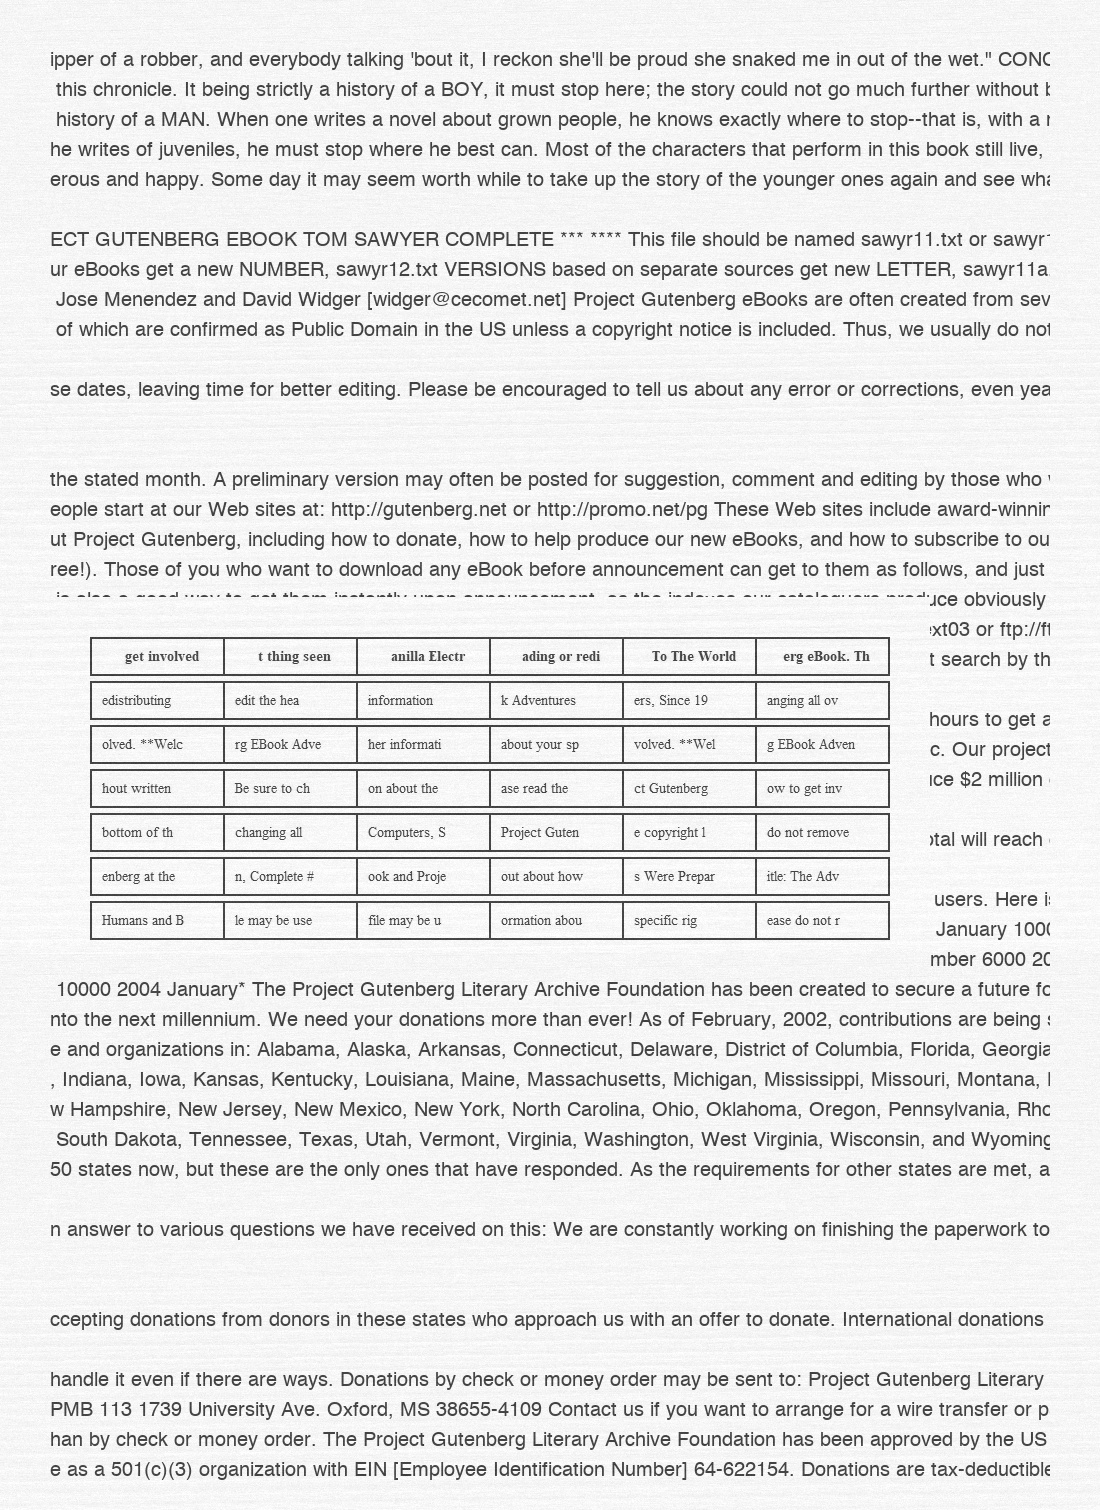 ipper of a robber, and everybody talking 'bout it, I reckon she'll be proud she snaked me in out of the wet."
this chronicle. It being strictly a history of a BOY, it must stop here; the story could not go much further without
history of a MAN. When one writes a novel about grown people, he knows exactly where to stop--that is, with a
he writes of juveniles, he must stop where he best can. Most of the characters that perform in this book still live,
erous and happy. Some day it may seem worth while to take up the story of the younger ones again and see
ECT GUTENBERG EBOOK TOM SAWYER COMPLETE *** **** This file should be named sawyr11.txt or
ur eBooks get a new NUMBER, sawyr12.txt VERSIONS based on separate sources get new LETTER, sawyr11a
Jose Menendez and David Widger [widger@cecomet.net] Project Gutenberg eBooks are often created from sev
of which are confirmed as Public Domain in the US unless a copyright notice is included. Thus, we usually do not
se dates, leaving time for better editing. Please be encouraged to tell us about any error or corrections, even yea
the stated month. A preliminary version may often be posted for suggestion, comment and editing by those who
eople start at our Web sites at: http://gutenberg.net or http://promo.net/pg These Web sites include award-winnin
ut Project Gutenberg, including how to donate, how to help produce our new eBooks, and how to subscribe to ou
ree!). Those of you who want to download any eBook before announcement can get to them as follows, and just
uce obviously
ext03 or ftp://ft
t search by th
get involved t thing seen anilla Electr ading or redi To The World erg eBook. Th
edistributing edit the hea information k Adventures ers, Since 19 anging all ov
hours to get a
olved. **Welc rg EBook Adve her informati about your sp volved. **Wel g EBook Adven
c. Our project
hout written Be sure to ch on about the ase read the ct Gutenberg ow to get inv
ce $2 million
bottom of th changing all Computers, S Project Guten e copyright l do not remove
tal will reach
enberg at the n, Complete # ook and Proje out about how s Were Prepar itle: The Adv
users. Here is
Humans and B le may be use file may be u ormation abou specific rig ease do not r
January 1000
mber 6000 20
10000 2004 January* The Project Gutenberg Literary Archive Foundation has been created to secure a future fo
nto the next millennium. We need your donations more than ever! As of February, 2002, contributions are being
e and organizations in: Alabama, Alaska, Arkansas, Connecticut, Delaware, District of Columbia, Florida, Georgia
, Indiana, Iowa, Kansas, Kentucky, Louisiana, Maine, Massachusetts, Michigan, Mississippi, Missouri, Montana,
w Hampshire, New Jersey, New Mexico, New York, North Carolina, Ohio, Oklahoma, Oregon, Pennsylvania,
South Dakota, Tennessee, Texas, Utah, Vermont, Virginia, Washington, West Virginia, Wisconsin, and Wyoming
50 states now, but these are the only ones that have responded. As the requirements for other states are met, a
n answer to various questions we have received on this: We are constantly working on finishing the paperwork to
ccepting donations from donors in these states who approach us with an offer to donate. International donations
handle it even if there are ways. Donations by check or money order may be sent to: Project Gutenberg Literary
PMB 113 1739 University Ave. Oxford, MS 38655-4109 Contact us if you want to arrange for a wire transfer or p
han by check or money order. The Project Gutenberg Literary Archive Foundation has been approved by the US
e as a 501(c)(3) organization with EIN [Employee Identification Number] 64-622154. Donations are tax-deductible